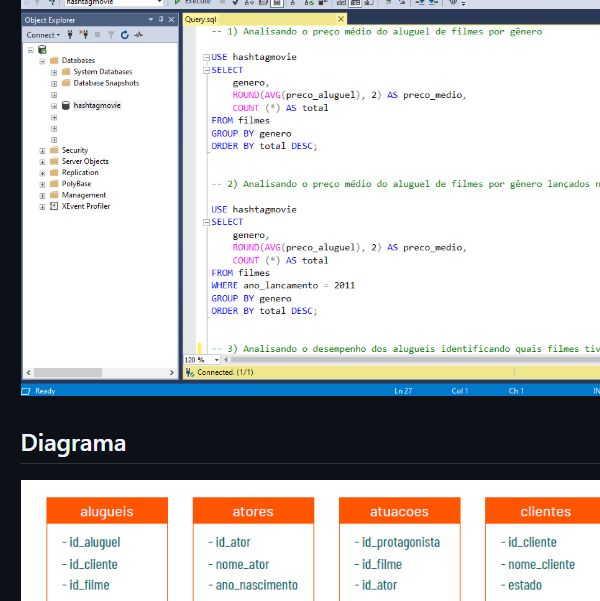 hashtagmovie
Execute
Object Explorer
Connect
Databases
System Databases
Database Snapshots
hashtagmovie
Security
Server Objects
Replication
PolyBase
Management
XEvent Profiler
Query.sql
-- 1) Analisando o preço médio do aluguel de filmes por gênero
USE hashtagmovie
SELECT
genero,
ROUND(AVG(preco_aluguel), 2) AS preco_medio,
COUNT (*) AS total
FROM filmes
GROUP BY genero
ORDER BY total DESC;
-- 2) Analisando o preço médio do aluguel de filmes por gênero lançados n
USE hashtagmovie
SELECT
genero,
ROUND(AVG(preco_aluguel), 2) AS preco_medio,
COUNT (*) AS total
FROM filmes
WHERE ano_lancamento = 2011
GROUP BY genero
ORDER BY total DESC;
-- 3) Analisando o desempenho dos alugueis identificando quais filmes tiv
120 %
Connected. (1/1)
Ready
Ln 27
Col 1
Ch 1
IN
Diagrama
alugueis
- id_aluguel
- id_cliente
- id_filme
atores
- id_ator
- nome_ator
- ano_nascimento
atuacoes
- id_protagonista
- id_filme
- id_ator
clientes
- id_cliente
- nome_cliente
- estado